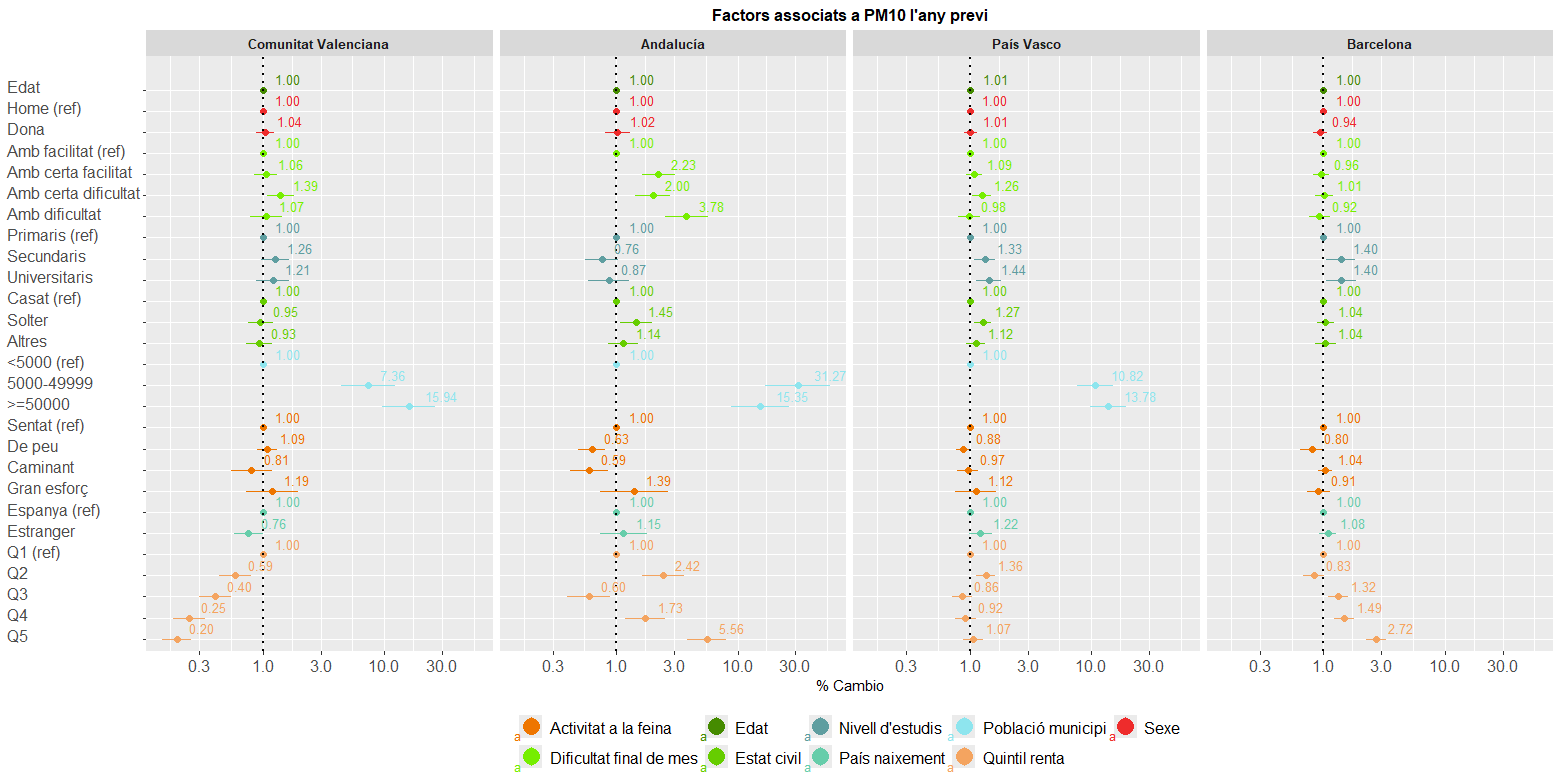 Factors associats a PM10 l'any previ
Comunitat Valenciana Andalucía País Vasco Barcelona
Edat 1.00 1.00 1.01 1.00
Home (ref) 1.00 1.00 1.00 1.00
Dona 1.04 1.02 1.01 0.94
Amb facilitat (ref) 1.00 1.00 1.00 1.00
Amb certa facilitat 1.06 2.23 1.09 0.96
Amb certa dificultat 1.39 2.00 1.26 1.01
Amb dificultat 1.07 3.78 0.98 0.92
Primaris (ref) 1.00 1.00 1.00 1.00
Secundaris 1.26 0.76 1.33 1.40
Universitaris 1.21 0.87 1.44 1.40
Casat (ref) 1.00 1.00 1.00 1.00
Solter 0.95 1.45 1.27 1.04
Altres 0.93 1.14 1.12 1.04
<5000 (ref) 1.00 1.00 1.00
5000-49999 7.36 31.27 10.82
>=50000 15.94 15.35 13.78
Sentat (ref) 1.00 1.00 1.00 1.00
De peu 1.09 0.63 0.88 0.80
Caminant 0.81 0.59 0.97 1.04
Gran esforç 1.19 1.39 1.12 0.91
Espanya (ref) 1.00 1.00 1.00 1.00
Estranger 0.76 1.15 1.22 1.08
Q1 (ref) 1.00 1.00 1.00 1.00
Q2 0.59 2.42 1.36 0.83
Q3 0.40 0.60 0.86 1.32
Q4 0.25 1.73 0.92 1.49
Q5 0.20 5.56 1.07 2.72
0.3 1.0 3.0 10.0 30.0 0.3 1.0 3.0 10.0 30.0 0.3 1.0 3.0 10.0 30.0 0.3 1.0 3.0 10.0 30.0
% Cambio
a Activitat a la feina a Edat a Nivell d'estudis a Població municipi a Sexe
a Dificultat final de mes a Estat civil a País naixement a Quintil renta